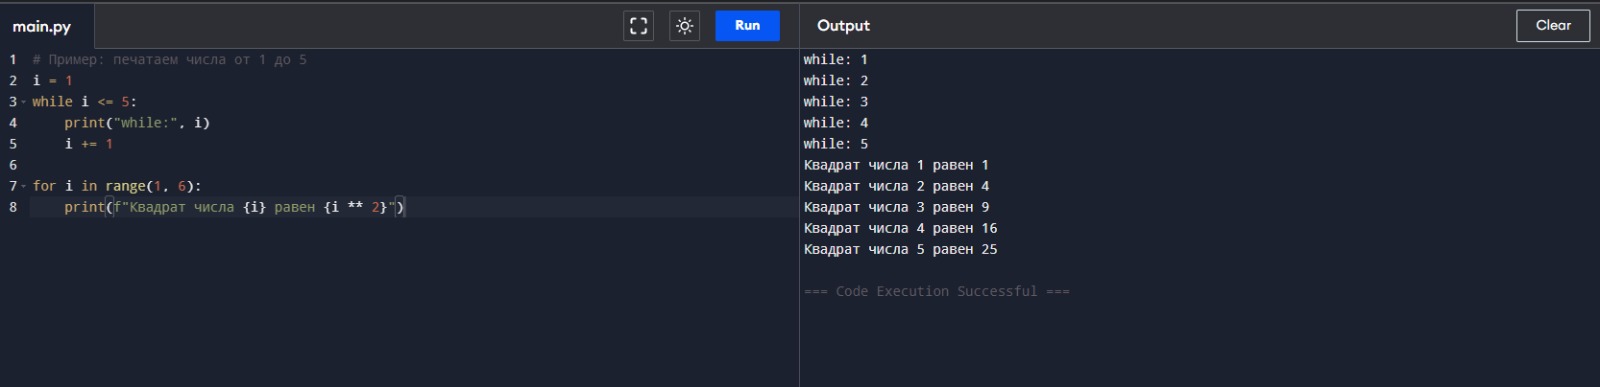 main.py
Run
Output
Clear
1 # Пример: печатаем числа от 1 до 5
2 i = 1
3 while i <= 5:
4     print("while:", i)
5     i += 1
6
7 for i in range(1, 6):
8     print(f"Квадрат числа {i} равен {i ** 2}")
while: 1
while: 2
while: 3
while: 4
while: 5
Квадрат числа 1 равен 1
Квадрат числа 2 равен 4
Квадрат числа 3 равен 9
Квадрат числа 4 равен 16
Квадрат числа 5 равен 25
=== Code Execution Successful ===